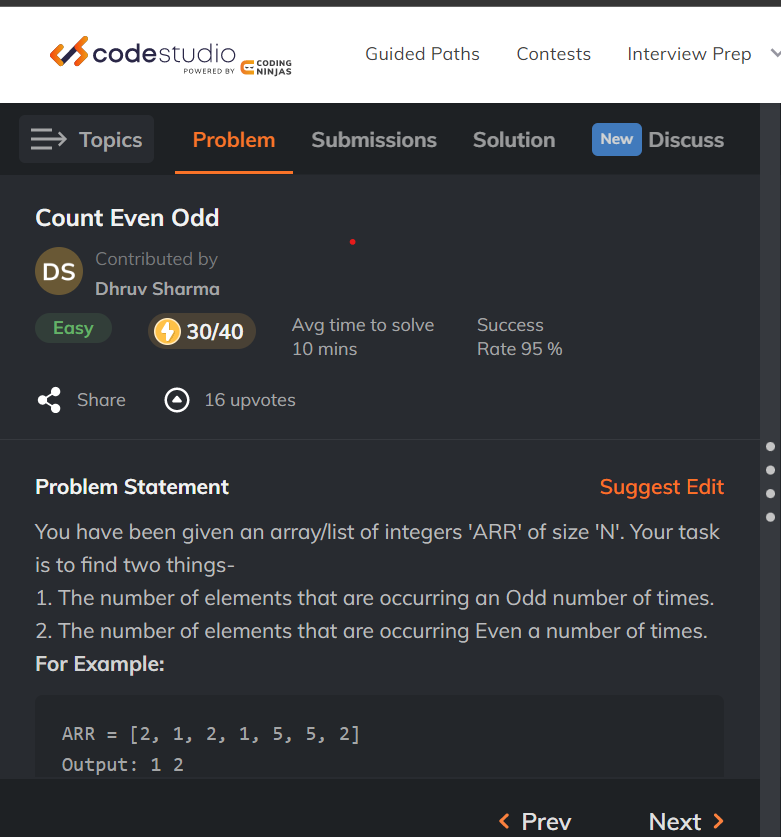 codestudio
POWERED BY CODING NINJAS
Guided Paths Contests Interview Prep
Topics Problem Submissions Solution New Discuss
Count Even Odd
DS
Contributed by
Dhruv Sharma
Easy 30/40
Avg time to solve
10 mins
Success
Rate 95 %
Share 16 upvotes
Problem Statement Suggest Edit
You have been given an array/list of integers 'ARR' of size 'N'. Your task
is to find two things-
1. The number of elements that are occurring an Odd number of times.
2. The number of elements that are occurring Even a number of times.
For Example:
ARR = [2, 1, 2, 1, 5, 5, 2]
Output: 1 2
Prev Next